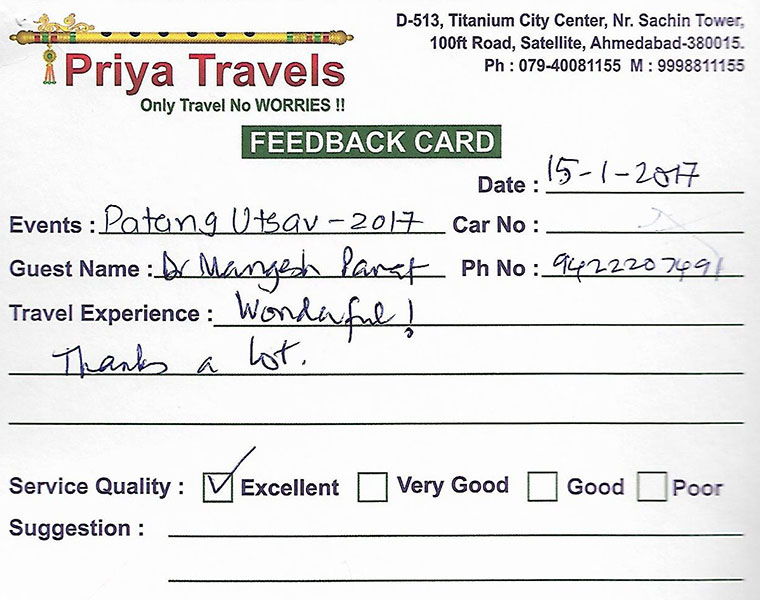 Priya Travels
Only Travel No WORRIES !!
D-513, Titanium City Center, Nr. Sachin Tower,
100ft Road, Satellite, Ahmedabad-380015.
Ph : 079-40081155 M : 9998811155
FEEDBACK CARD
Date : 15-1-2017
Events : Patang Utsav - 2017 Car No :
Guest Name : Dr Mangesh Ph No : 9422207491
Travel Experience : Wonderful!
Thanks a lot.
Service Quality : Excellent Very Good Good Poor
Suggestion :